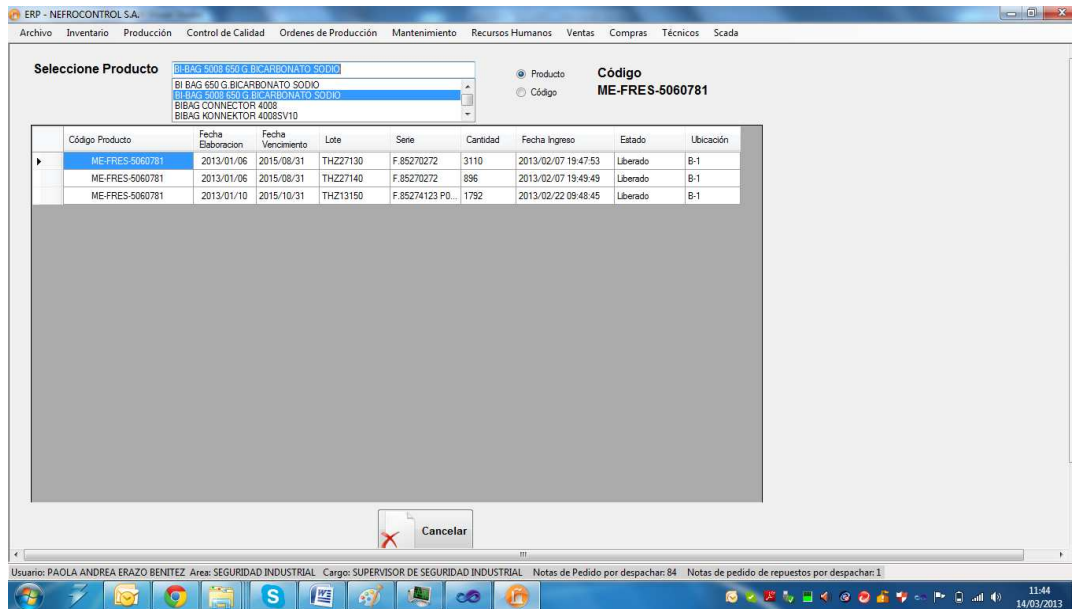 ERP - NEFROCONTROL S.A.
Archivo Inventario Producción Control de Calidad Ordenes de Producción Mantenimiento Recursos Humanos Ventas Compras Técnicos Scada
Seleccione Producto BI-BAG 5008 650 G BICARBONATO SODIO Producto Código
BI BAG 650 G BICARBONATO SODIO Código ME-FRES-5060781
BI-BAG 5008 650 G BICARBONATO SODIO
BIBAG CONNECTOR 4008
BIBAG KONNEKTOR 4008SV10
Código Producto Fecha Elaboracion Fecha Vencimiento Lote Serie Cantidad Fecha Ingreso Estado Ubicación
ME-FRES-5060781 2013/01/06 2015/08/31 THZ27130 F.85270272 3110 2013/02/07 19:47:53 Liberado B-1
ME-FRES-5060781 2013/01/06 2015/08/31 THZ27140 F.85270272 896 2013/02/07 19:49:49 Liberado B-1
ME-FRES-5060781 2013/01/10 2015/10/31 THZ13150 F.85274123 P0... 1792 2013/02/22 09:48:45 Liberado B-1
Cancelar
Usuario: PAOLA ANDREA ERAZO BENITEZ Area: SEGURIDAD INDUSTRIAL Cargo: SUPERVISOR DE SEGURIDAD INDUSTRIAL Notas de Pedido por despachar: 84 Notas de pedido de repuestos por despachar: 1
11:44
14/03/2013